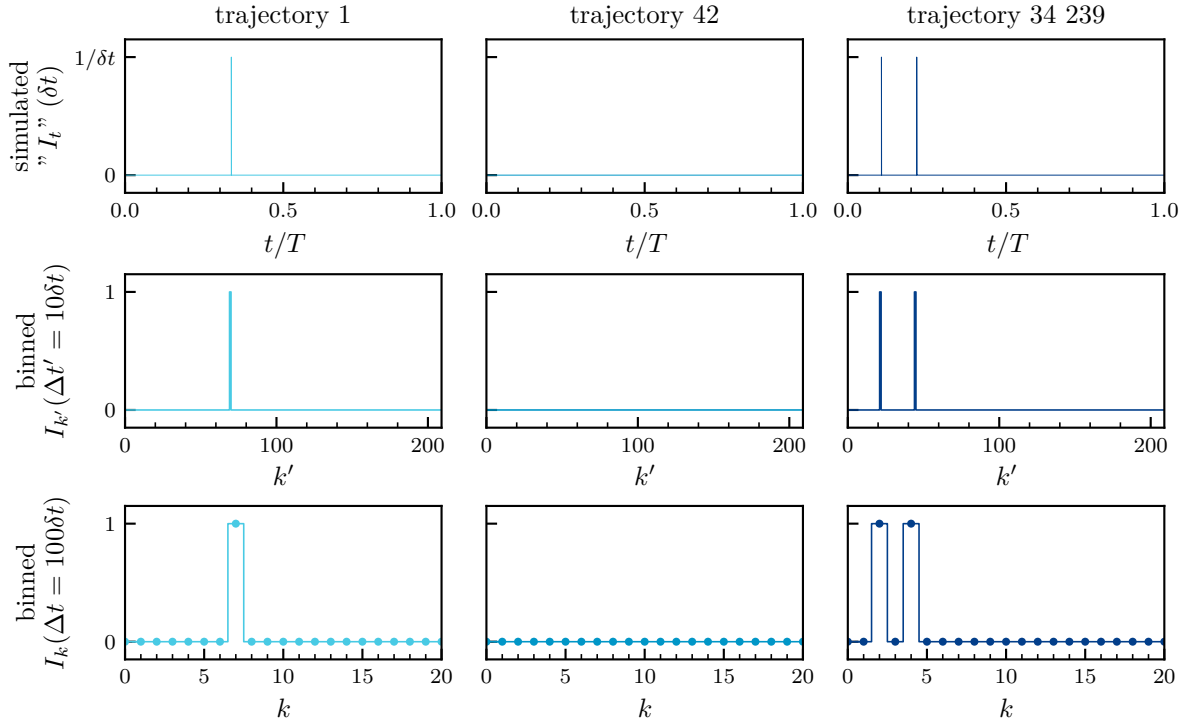 trajectory 1
trajectory 42
trajectory 34 239
simulated
” I_t ” (δt)
1/δt
0
0.0 0.5 1.0
t/T
0.0 0.5 1.0
t/T
0.0 0.5 1.0
t/T
binned
I_{k′}(Δt′ = 10δt)
1
0
0 100 200
k′
0 100 200
k′
0 100 200
k′
binned
I_k(Δt = 100δt)
1
0
0 5 10 15 20
k
0 5 10 15 20
k
0 5 10 15 20
k